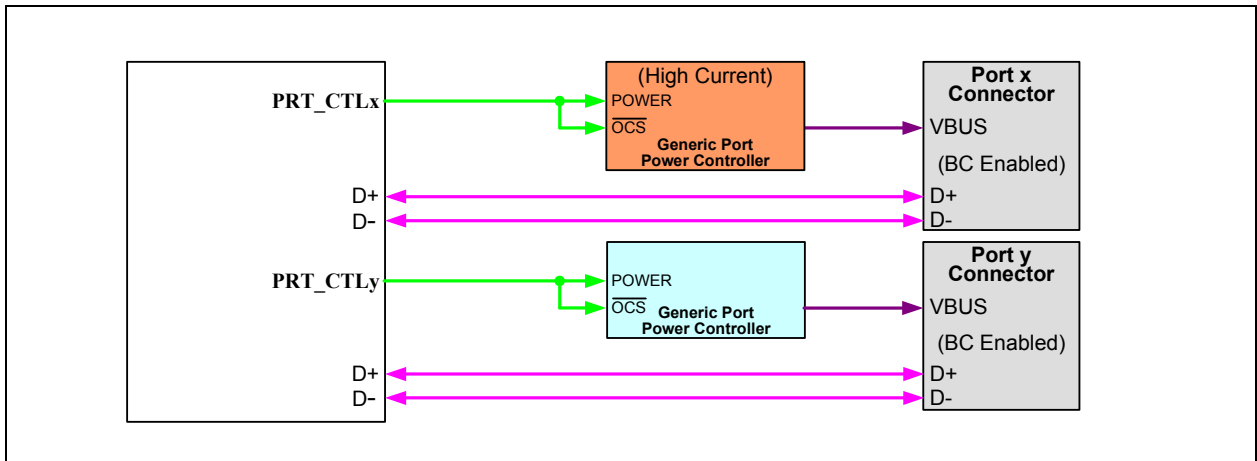 PRT_CTLx
D+
D-
PRT_CTLy
D+
D-
(High Current)
POWER
OCS
Generic Port
Power Controller
POWER
OCS
Generic Port
Power Controller
Port x
Connector
VBUS
(BC Enabled)
D+
D-
Port y
Connector
VBUS
(BC Enabled)
D+
D-